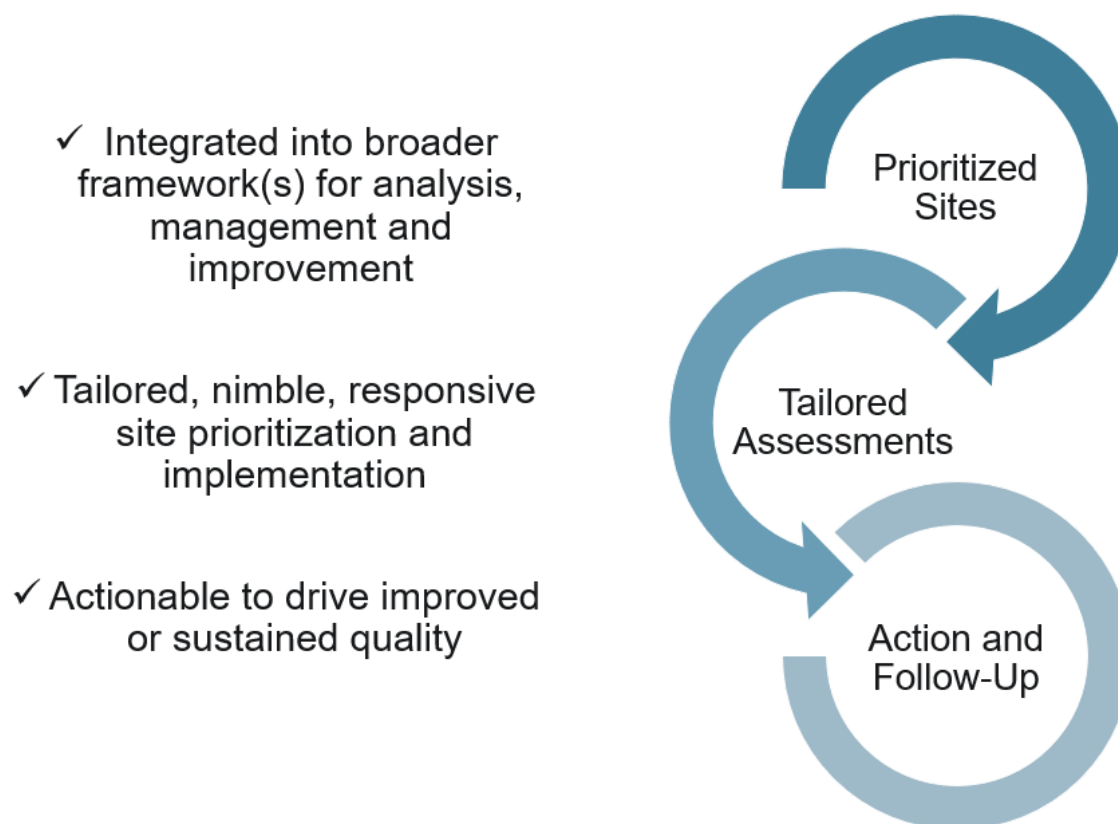 ✓ Integrated into broader
framework(s) for analysis,
management and
improvement
✓ Tailored, nimble, responsive
site prioritization and
implementation
✓ Actionable to drive improved
or sustained quality
Prioritized
Sites
Tailored
Assessments
Action and
Follow-Up